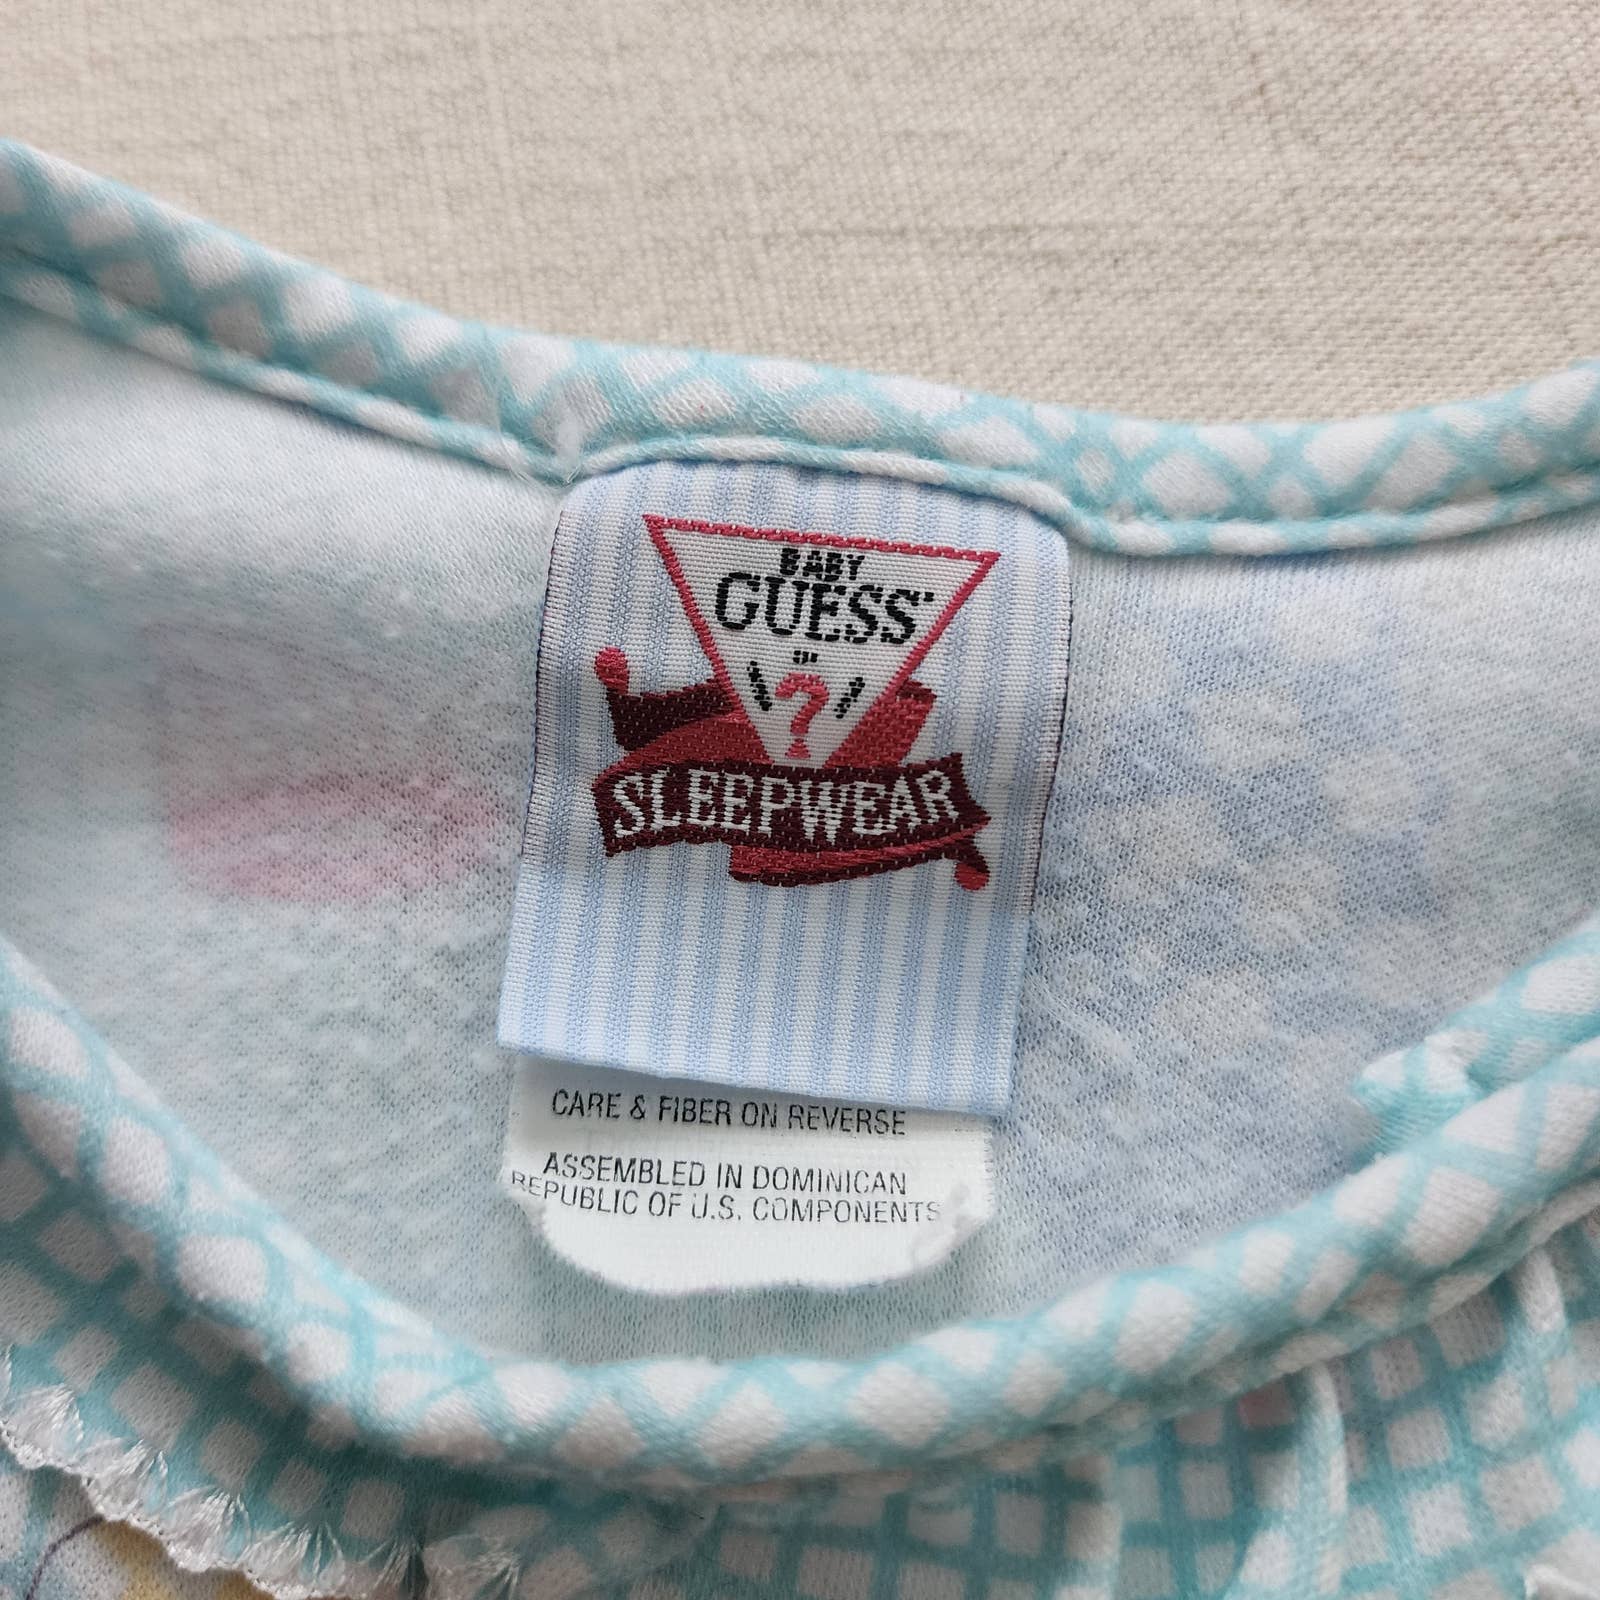 BABY
GUESS
?
SLEEPWEAR
CARE & FIBER ON REVERSE
ASSEMBLED IN DOMINICAN
REPUBLIC OF U.S. COMPONENTS